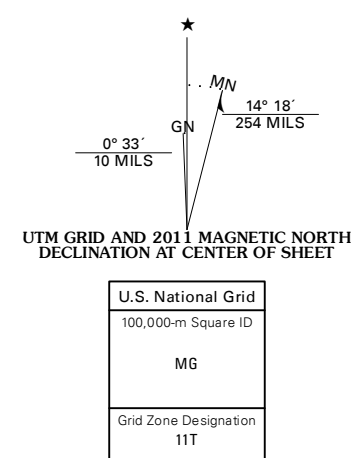 ★
MN
GN
14° 18´
254 MILS
0° 33´
10 MILS
UTM GRID AND 2011 MAGNETIC NORTH
DECLINATION AT CENTER OF SHEET
U.S. National Grid
100,000-m Square ID
MG
Grid Zone Designation
11T